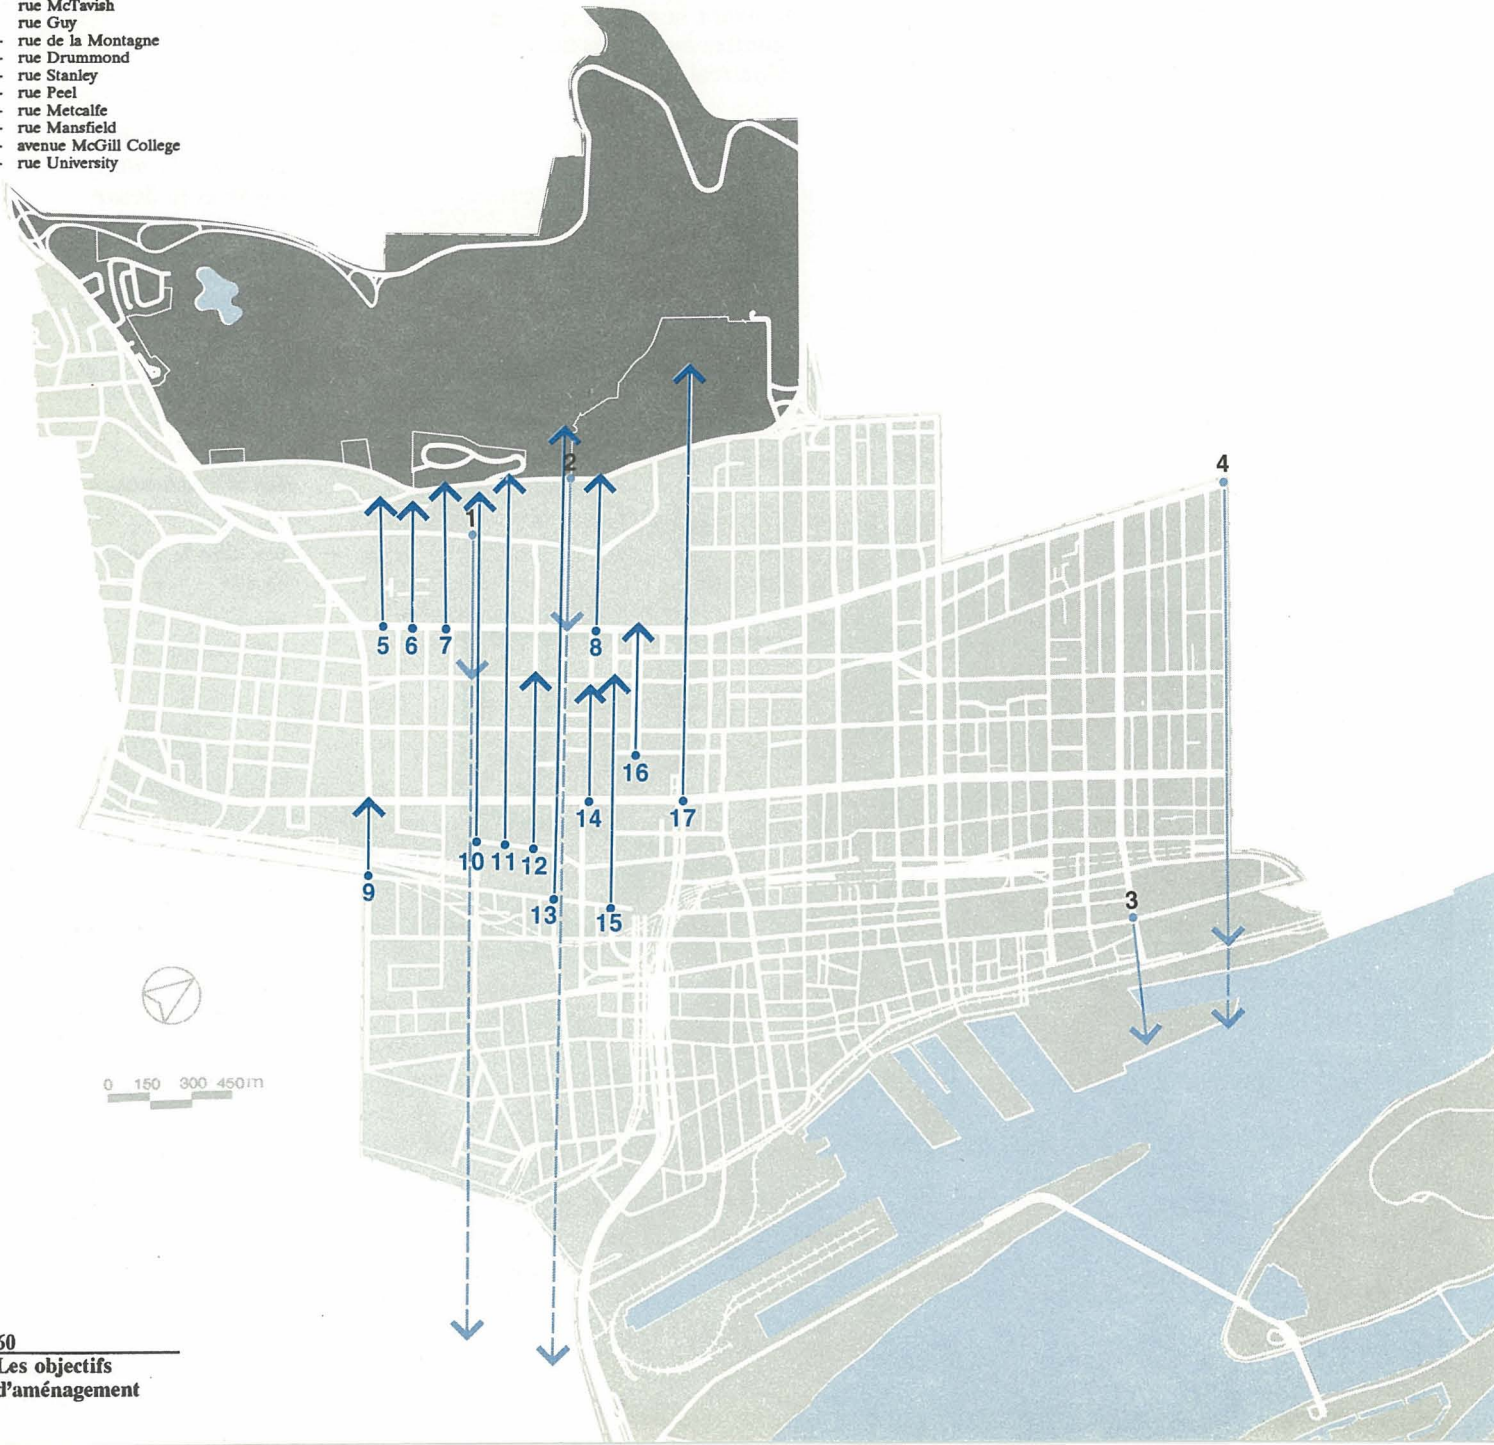 rue McTavish
rue Guy
- rue de la Montagne
- rue Drummond
- rue Stanley
- rue Peel
- rue Metcalfe
- rue Mansfield
- avenue McGill College
- rue University
2
4
1
5
6
7
8
16
14
17
10
11
12
9
13
15
3
0 150 300 450m
60
Les objectifs
d'aménagement